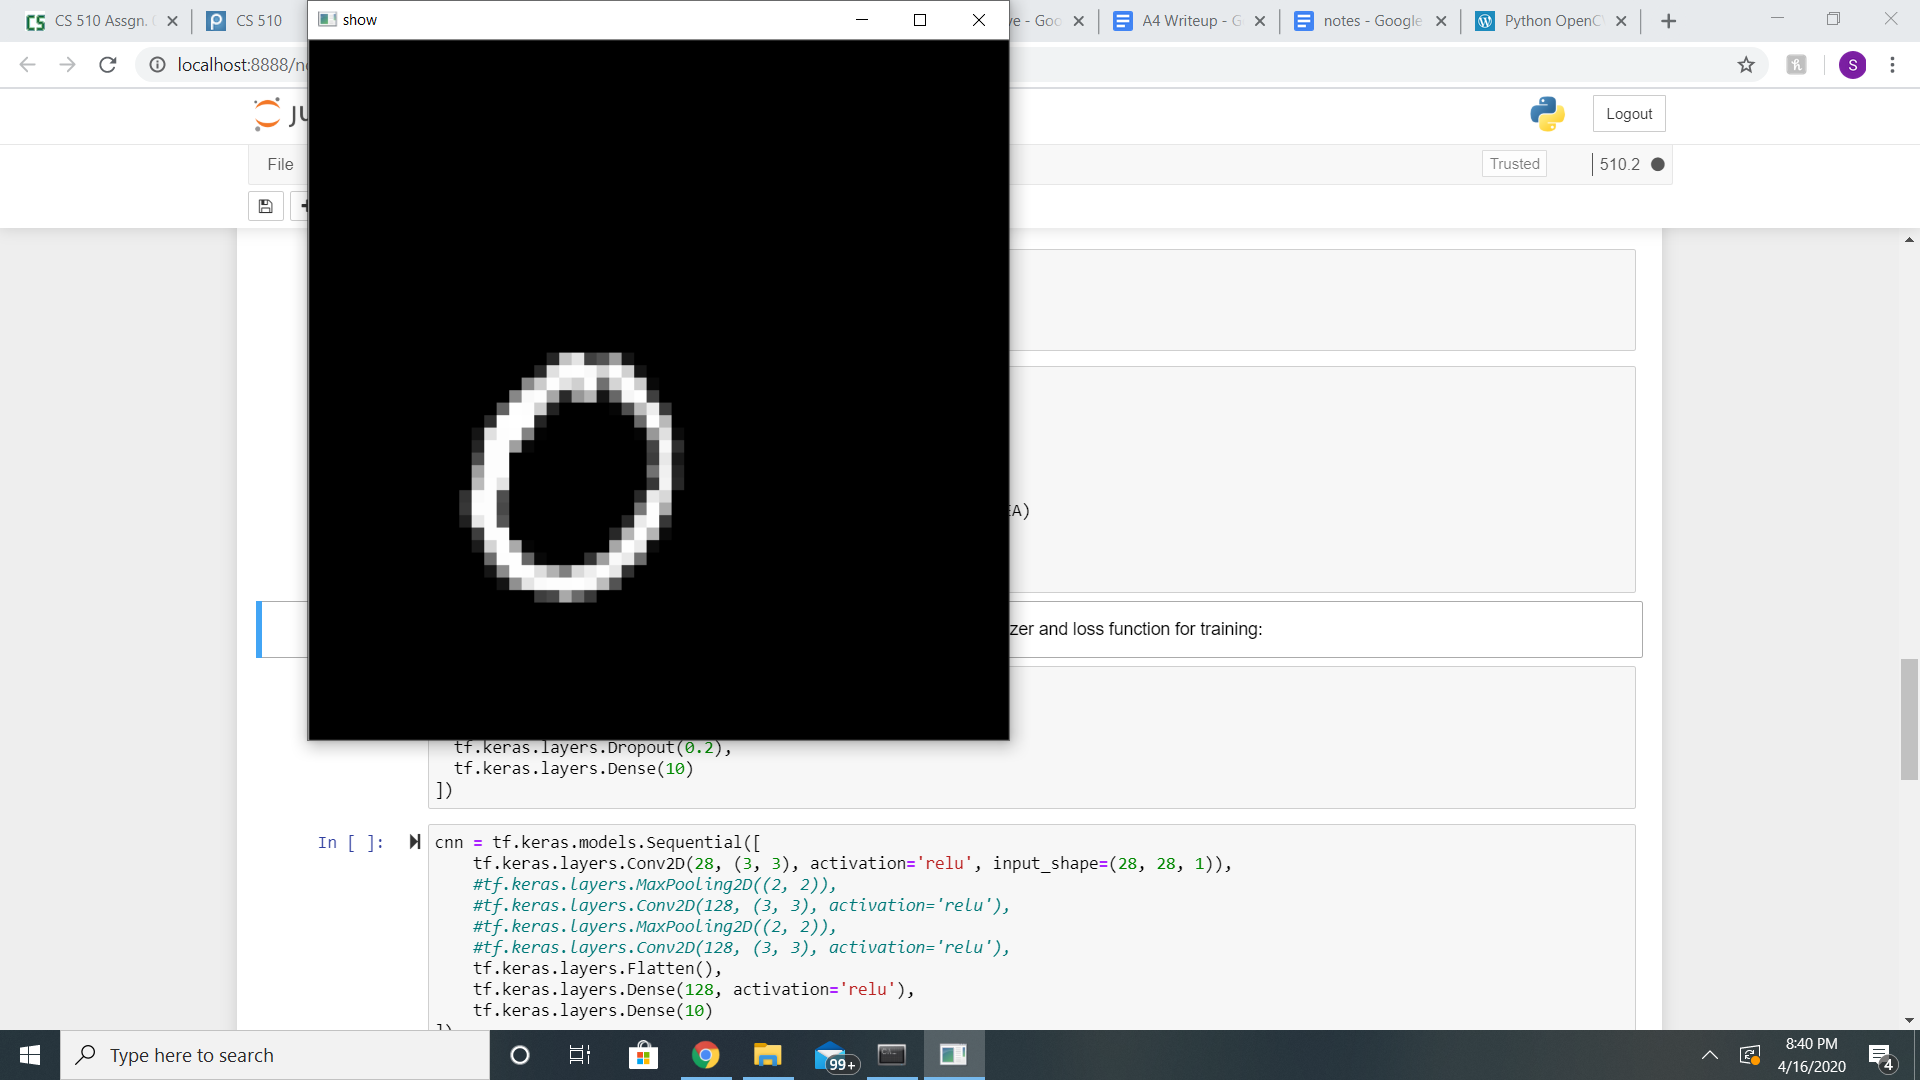 CS 510 Assgn.
CS 510
show
ve - Goo
A4 Writeup - G
notes - Google
Python OpenC
localhost:8888/n
S
Logout
File
Trusted
510.2
EA)
zer and loss function for training:
0
tf.keras.layers.Dropout(0.2),
tf.keras.layers.Dense(10)
])
In [ ]:
cnn = tf.keras.models.Sequential([
tf.keras.layers.Conv2D(28, (3, 3), activation='relu', input_shape=(28, 28, 1)),
#tf.keras.layers.MaxPooling2D((2, 2)),
#tf.keras.layers.Conv2D(128, (3, 3), activation='relu'),
#tf.keras.layers.MaxPooling2D((2, 2)),
#tf.keras.layers.Conv2D(128, (3, 3), activation='relu'),
tf.keras.layers.Flatten(),
tf.keras.layers.Dense(128, activation='relu'),
tf.keras.layers.Dense(10)
Type here to search
99+
8:40 PM
4/16/2020
4